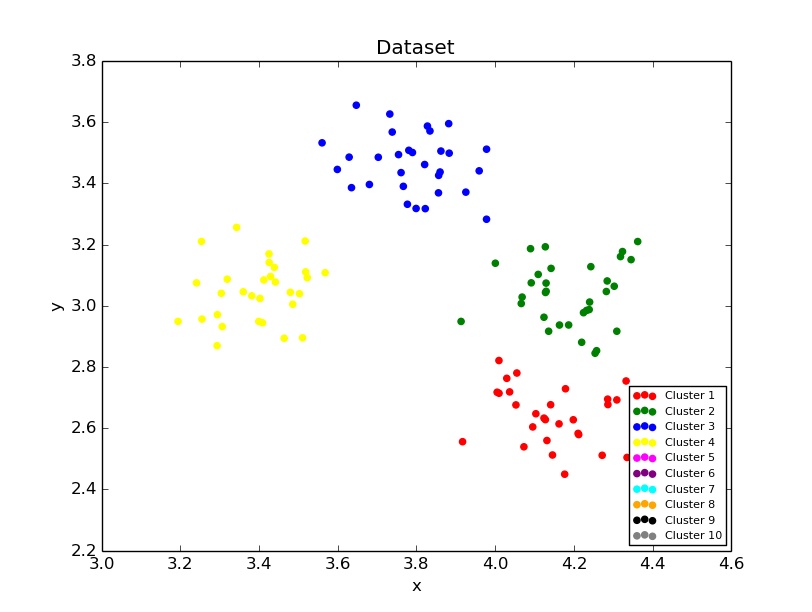 Dataset
3.8
3.6
3.4
3.2
3.0
2.8
2.6
2.4
2.2
y
Cluster 1
Cluster 2
Cluster 3
Cluster 4
Cluster 5
Cluster 6
Cluster 7
Cluster 8
Cluster 9
Cluster 10
3.0 3.2 3.4 3.6 3.8 4.0 4.2 4.4 4.6
x